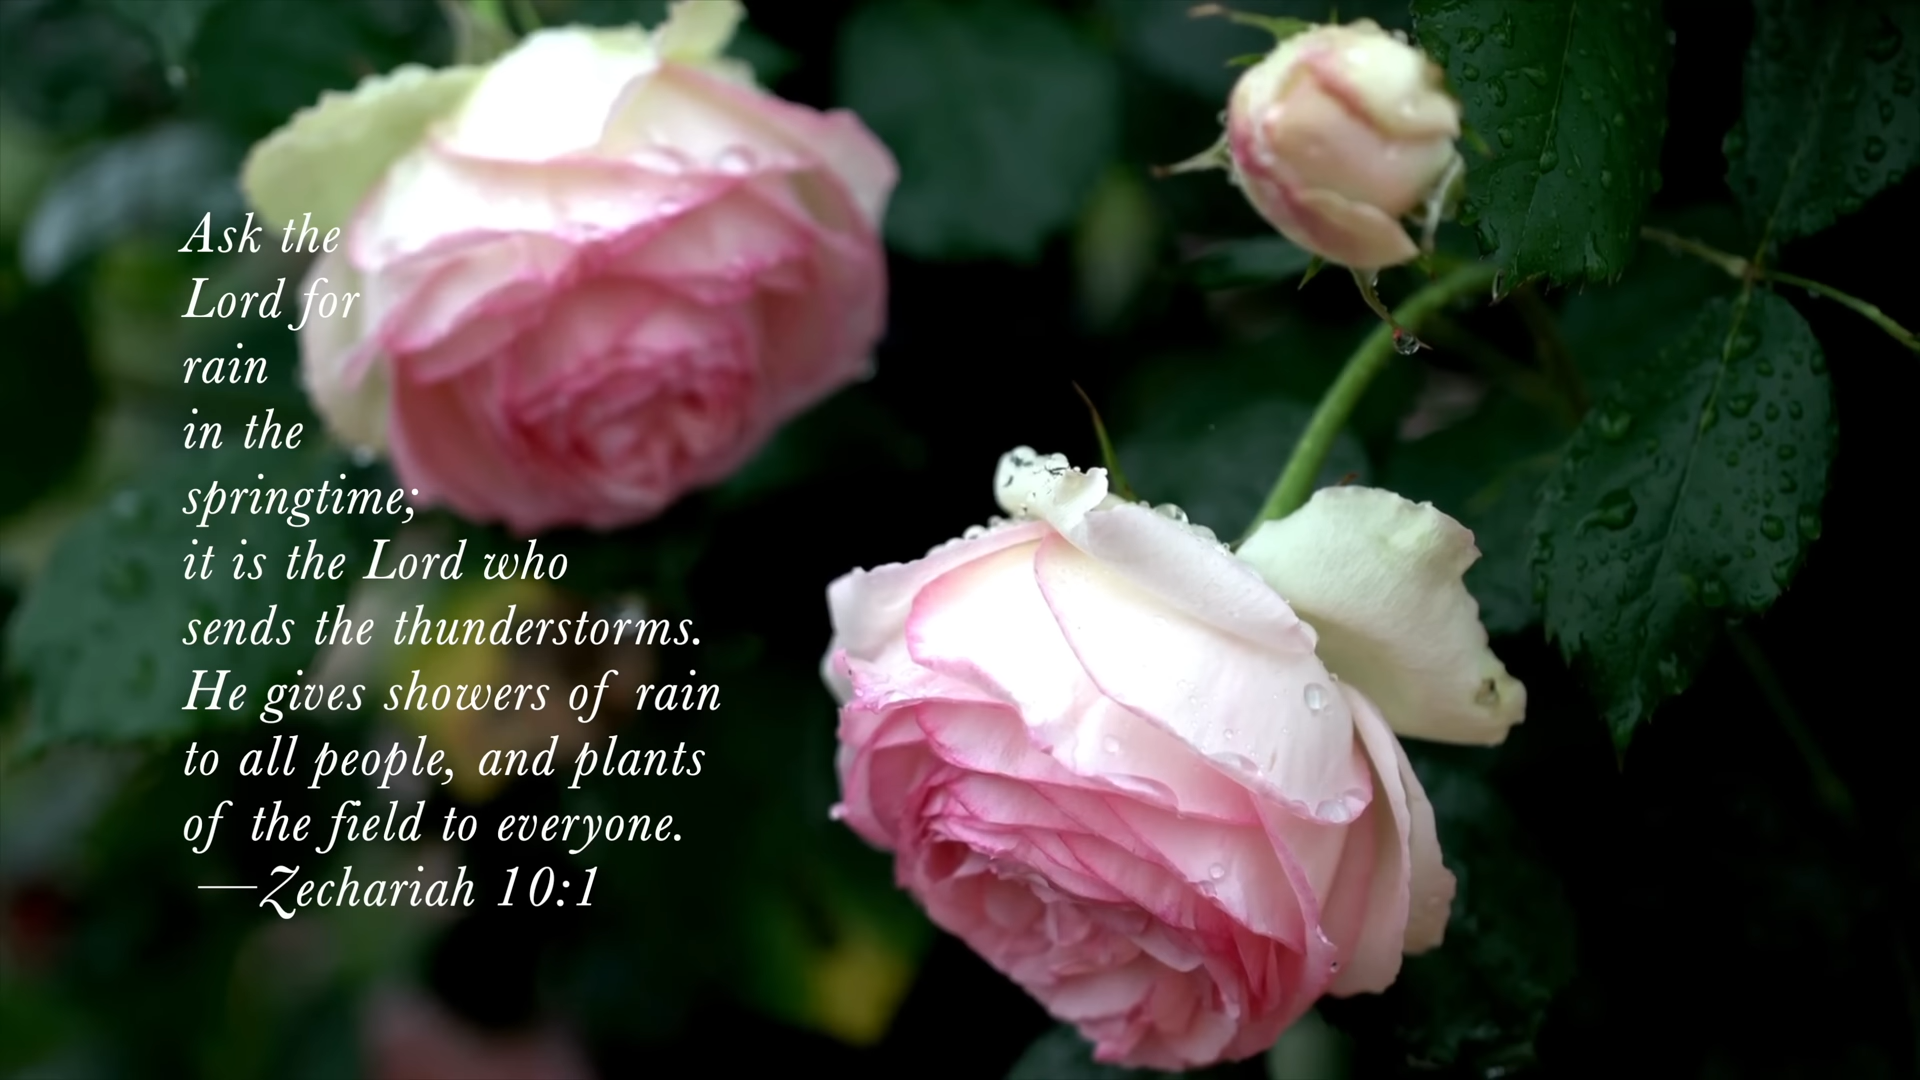 Ask the
Lord for
rain
in the
springtime;
it is the Lord who
sends the thunderstorms.
He gives showers of rain
to all people, and plants
of the field to everyone.
—Zechariah 10:1